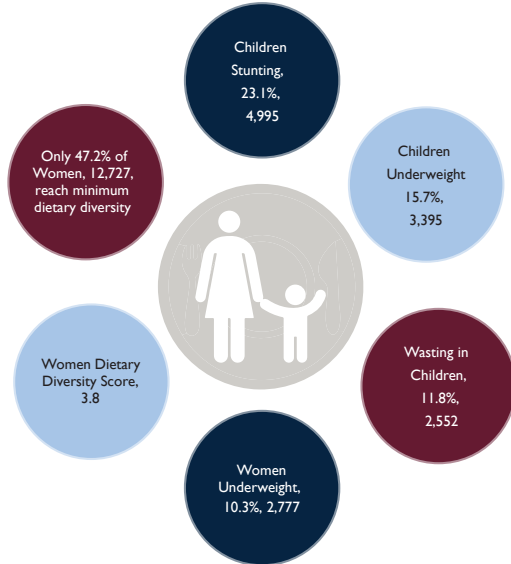 Children
Stunting,
23.1%,
4,995
Children
Underweight
15.7%,
3,395
Wasting in
Children,
11.8%,
2,552
Women
Underweight,
10.3%, 2,777
Women Dietary
Diversity Score,
3.8
Only 47.2% of
Women, 12,727,
reach minimum
dietary diversity